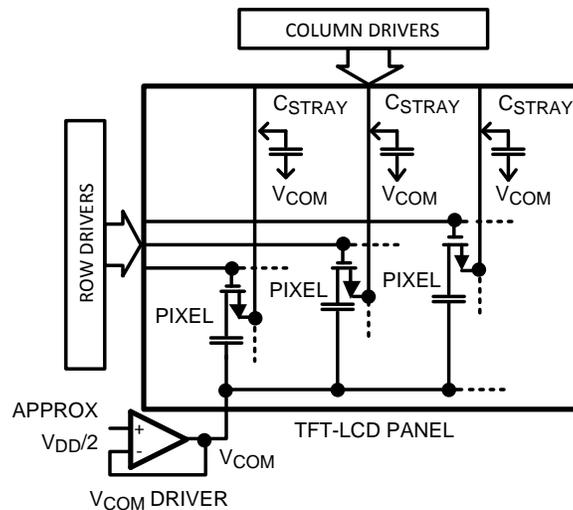 COLUMN DRIVERS
CSTRAY CSTRAY CSTRAY
VCOM VCOM VCOM
ROW DRIVERS
PIXEL PIXEL PIXEL
APPROX
VDD/2
+
-
VCOM
TFT-LCD PANEL
VCOM DRIVER